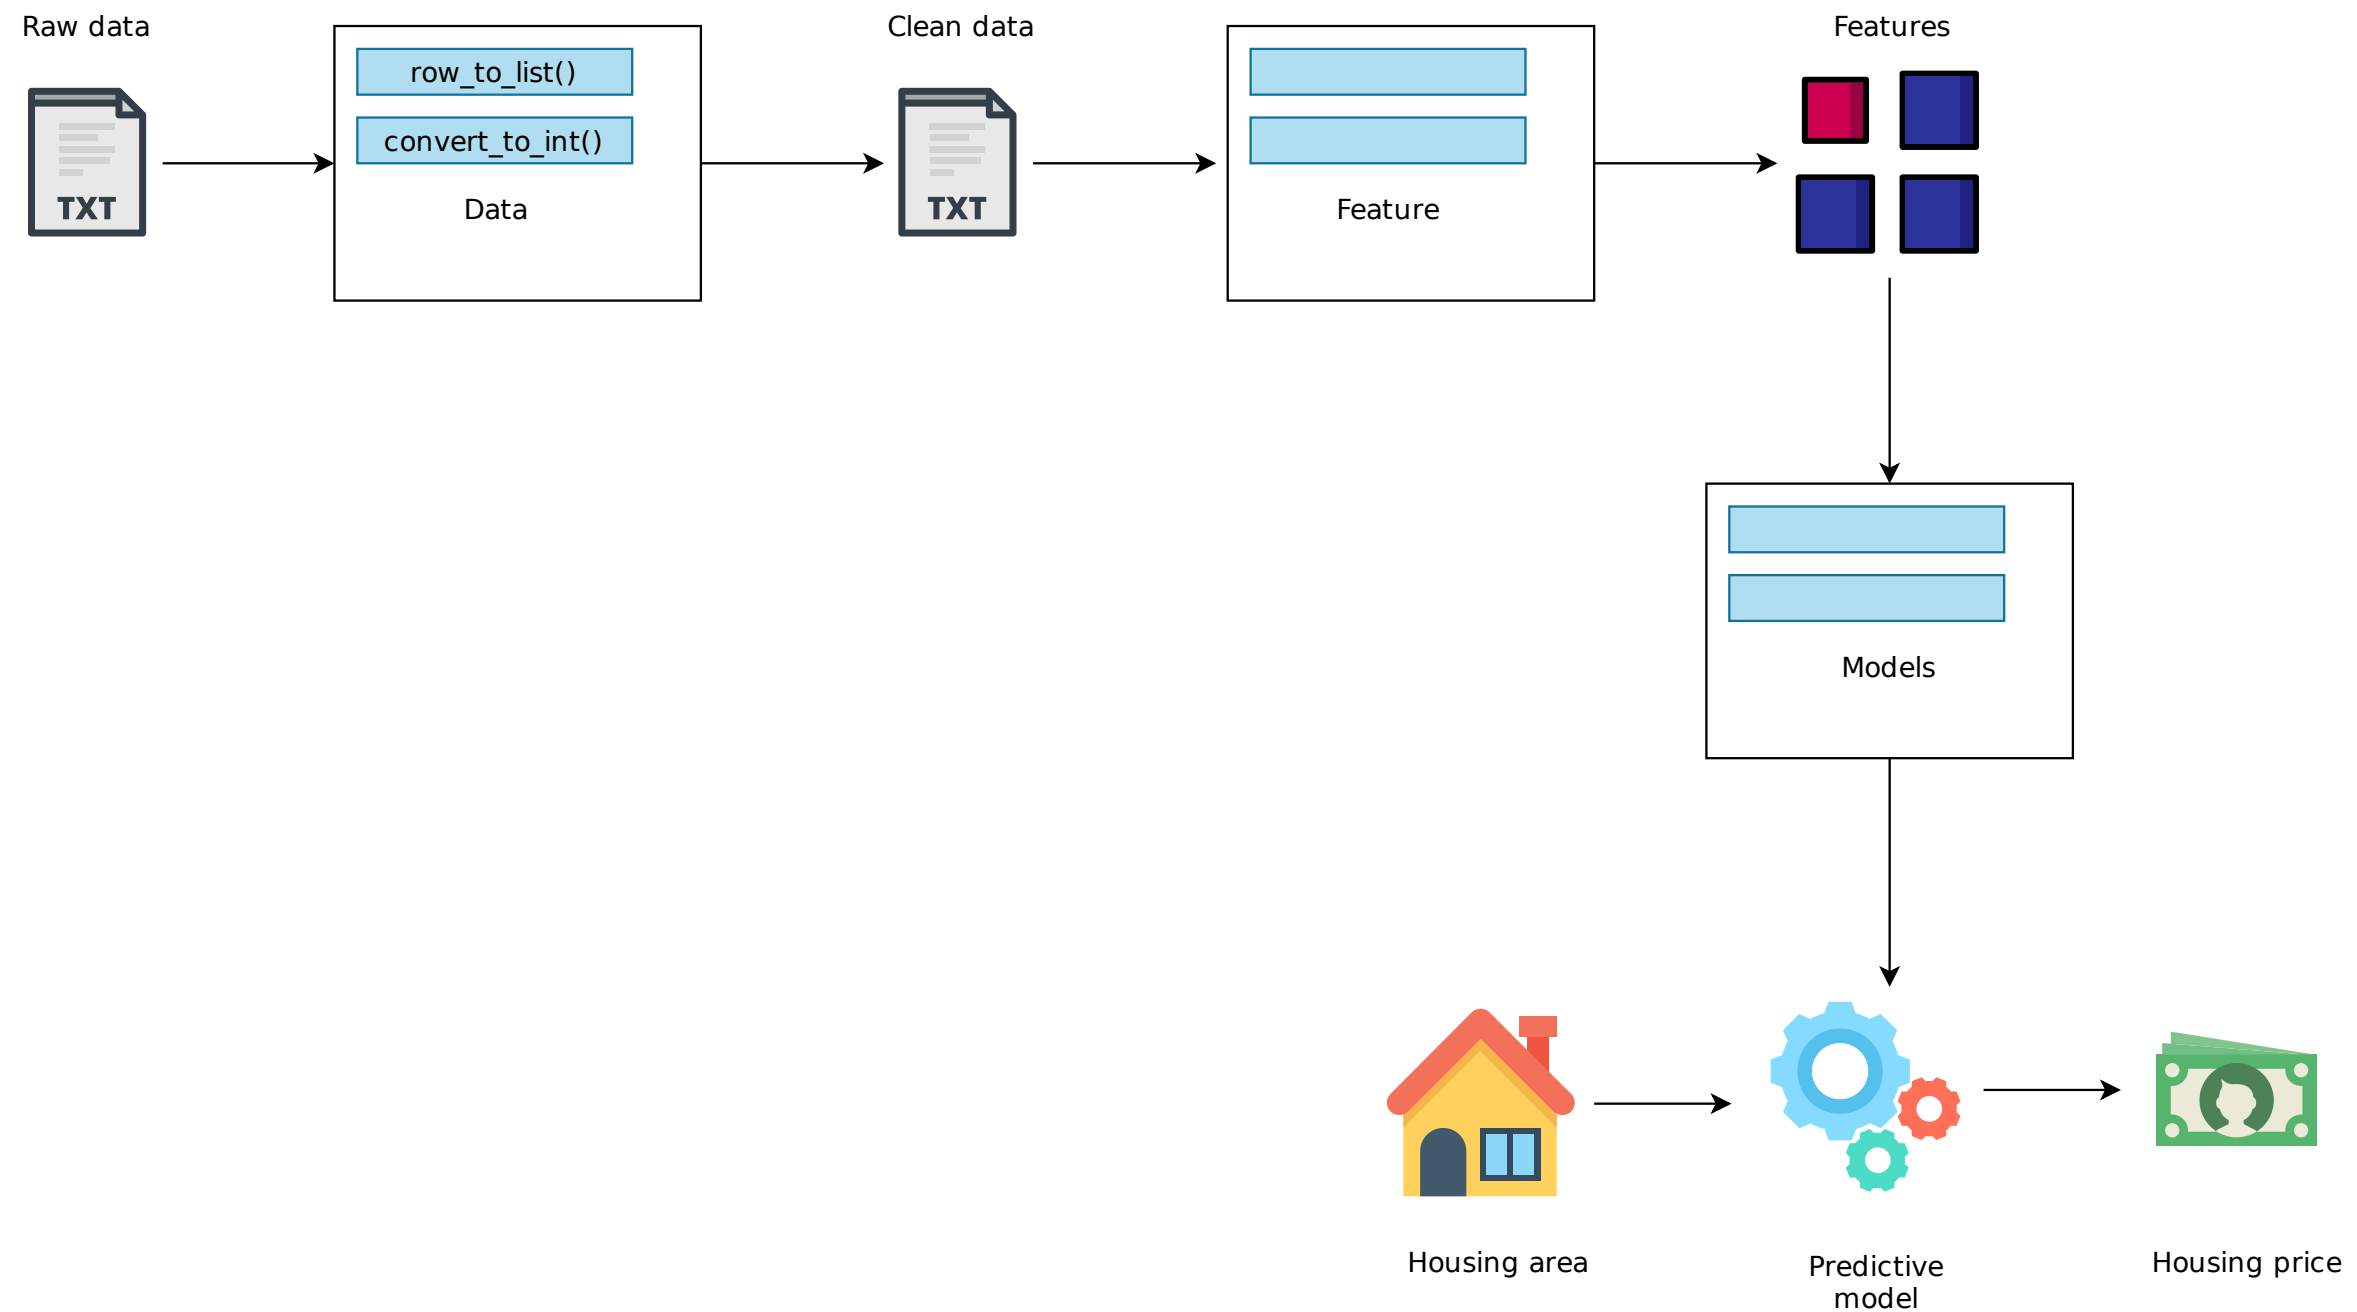 Raw data
Clean data
Features
row_to_list()
convert_to_int()
TXT
Data
TXT
Feature
Models
Housing area
Predictive
model
Housing price